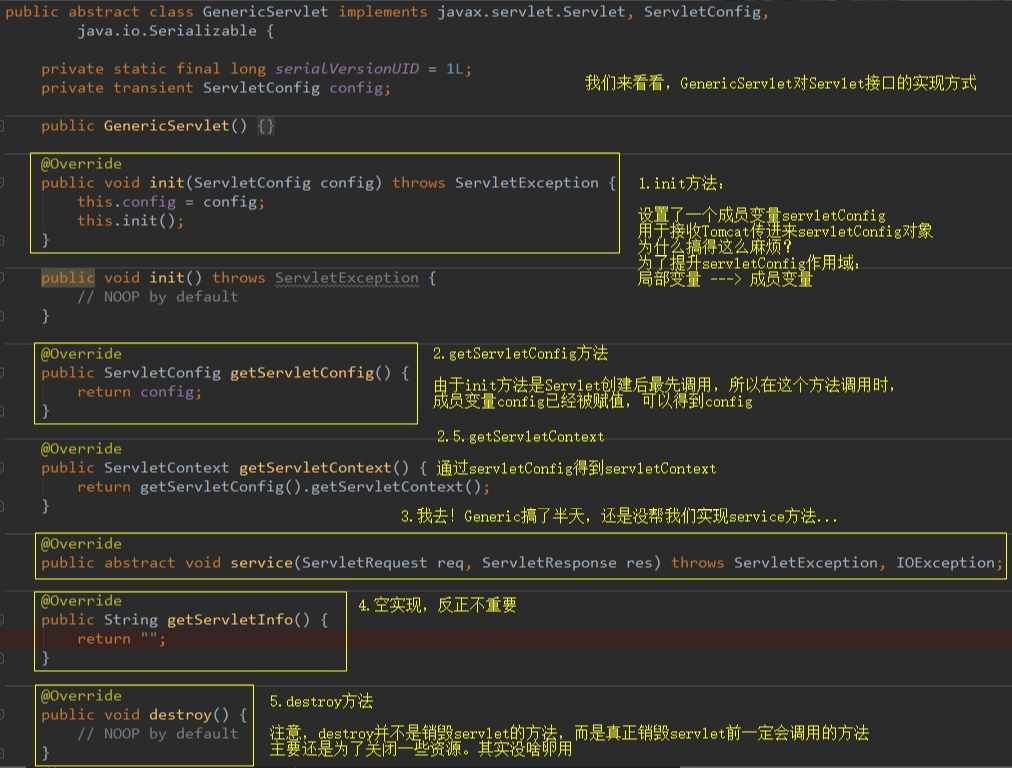 public abstract class GenericServlet implements javax.servlet.Servlet, ServletConfig,
java.io.Serializable {
private static final long serialVersionUID = 1L;
private transient ServletConfig config;
我们来看看，GenericServlet对Servlet接口的实现方式
public GenericServlet() {}
@Override
public void init(ServletConfig config) throws ServletException {
this.config = config;
this.init();
}
1.init方法：
设置了一个成员变量servletConfig
用于接收Tomcat传进来servletConfig对象
为什么搞得这么麻烦？
为了提升servletConfig作用域：
局部变量 ---> 成员变量
public void init() throws ServletException {
// NOOP by default
}
@Override
public ServletConfig getServletConfig() {
return config;
}
2.getServletConfig方法
由于init方法是Servlet创建后最先调用，所以在这个方法调用时，
成员变量config已经被赋值，可以得到config
2.5.getServletContext
@Override
public ServletContext getServletContext() { 通过servletConfig得到servletContext
return getServletConfig().getServletContext();
}
3.我去！Generic搞了半天，还是没帮我们实现service方法...
@Override
public abstract void service(ServletRequest req, ServletResponse res) throws ServletException, IOException;
@Override
public String getServletInfo() {
return "";
}
4.空实现，反正不重要
@Override
public void destroy() {
// NOOP by default
}
5.destroy方法
注意，destroy并不是销毁servlet的方法，而是真正销毁servlet前一定会调用的方法
主要还是为了关闭一些资源。其实没啥卵用